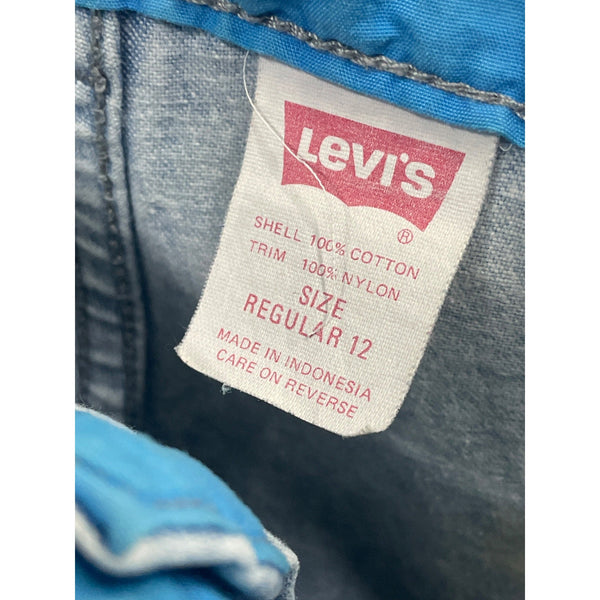 LEVI'S
®
SHELL 100% COTTON
TRIM 100% NYLON
SIZE
REGULAR 12
MADE IN INDONESIA
CARE ON REVERSE